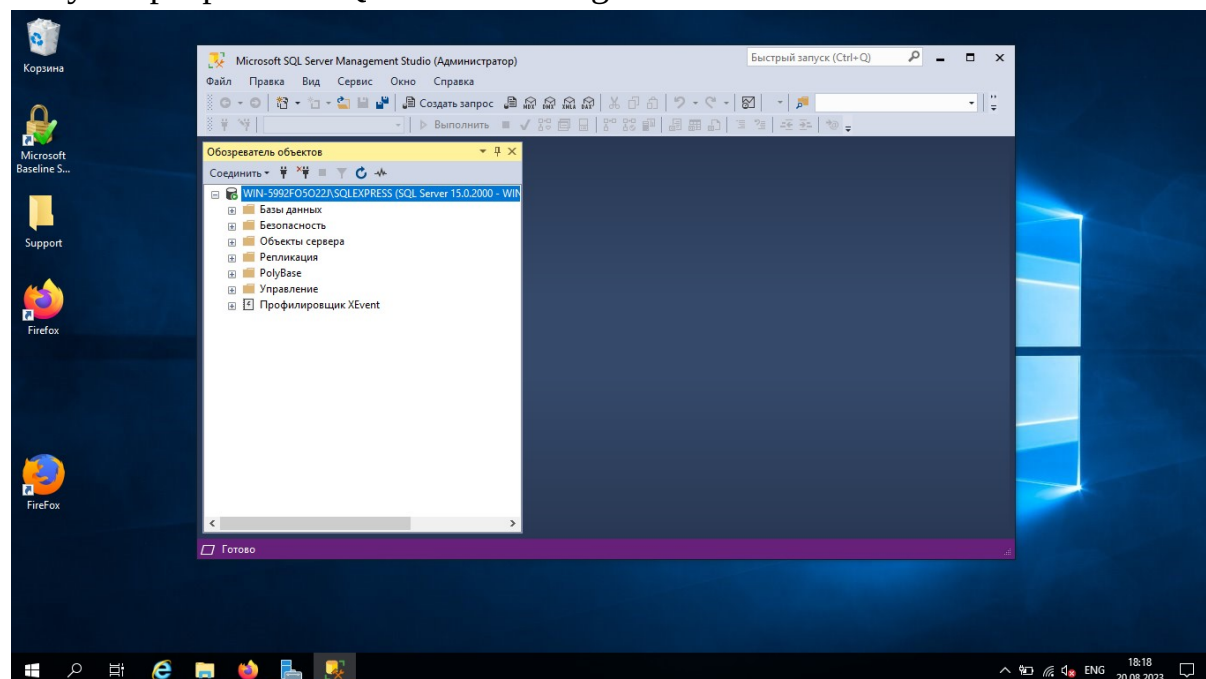 Корзина
Microsoft
Baseline S...
Support
Firefox
FireFox
Microsoft SQL Server Management Studio (Администратор)
Быстрый запуск (Ctrl+Q)
Файл Правка Вид Сервис Окно Справка
Создать запрос
Выполнить
Обозреватель объектов
Соединить
WIN-5992FO5O22J\SQLEXPRESS (SQL Server 15.0.2000 - WIN
Базы данных
Безопасность
Объекты сервера
Репликация
PolyBase
Управление
Профилировщик XEvent
Готово
ENG
18:18
20.08.2023